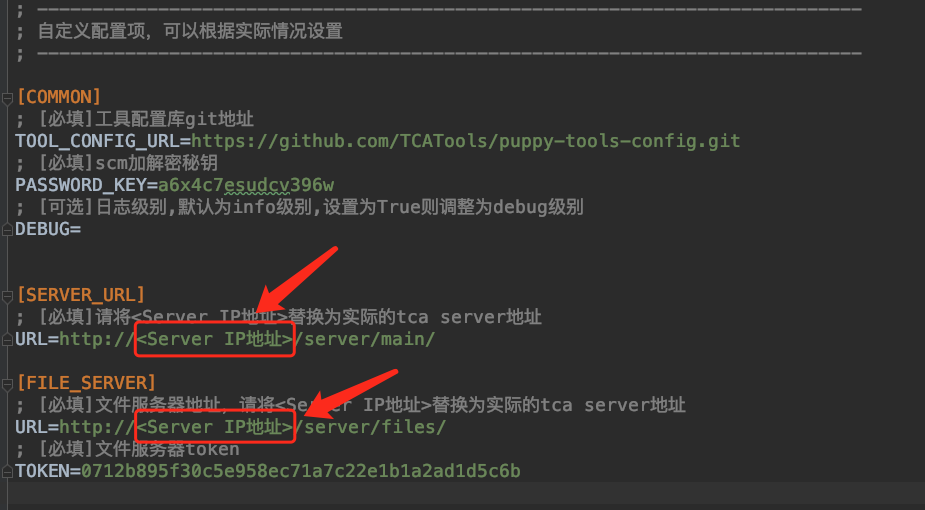 ; ------------------------------------------------------------------------------
; 自定义配置项，可以根据实际情况设置
; ------------------------------------------------------------------------------
[COMMON]
; [必填]工具配置库git地址
TOOL_CONFIG_URL=https://github.com/TCATools/puppy-tools-config.git
; [必填]scm加解密秘钥
PASSWORD_KEY=a6x4c7esudcv396w
; [可选]日志级别,默认为info级别,设置为True则调整为debug级别
DEBUG=
[SERVER_URL]
; [必填]请将<Server IP地址>替换为实际的tca server地址
URL=http://<Server IP地址>/server/main/
[FILE_SERVER]
; [必填]文件服务器地址，请将<Server IP地址>替换为实际的tca server地址
URL=http://<Server IP地址>/server/files/
; [必填]文件服务器token
TOKEN=0712b895f30c5e958ec71a7c22e1b1a2ad1d5c6b